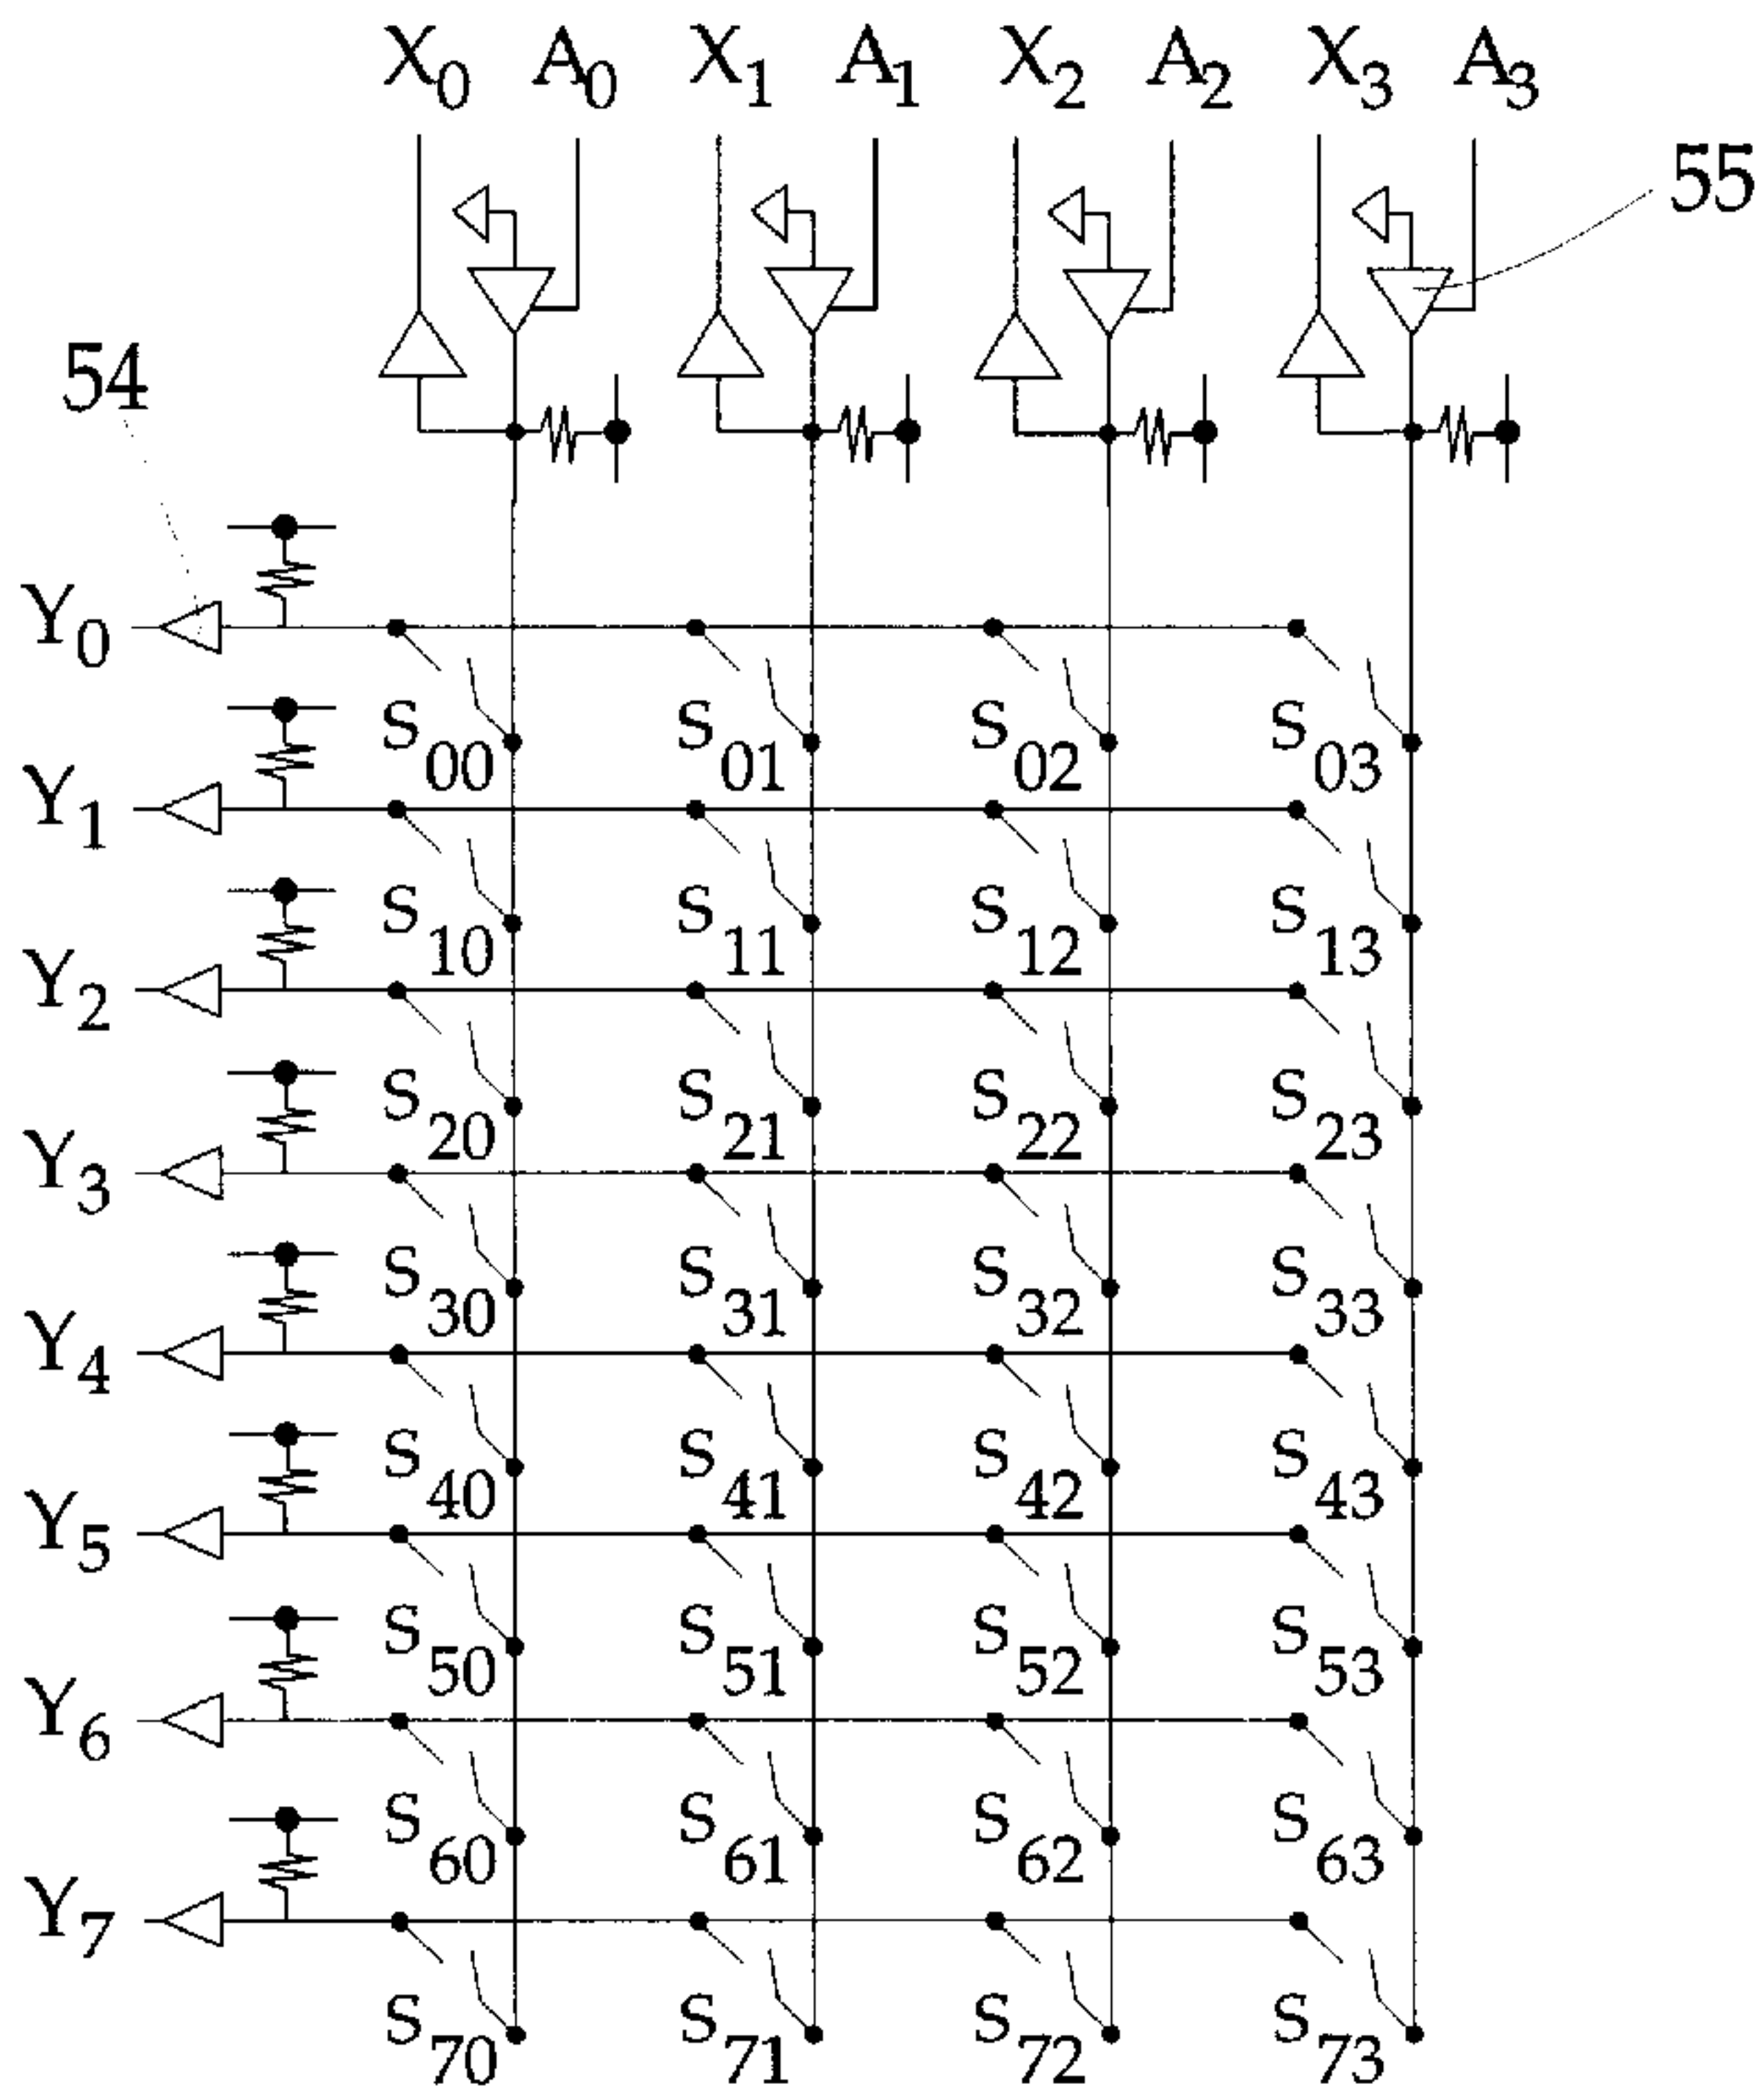 X0 A0 X1 A1 X2 A2 X3 A3
55
54
Y0
S00 S01 S02 S03
Y1
S10 S11 S12 S13
Y2
S20 S21 S22 S23
Y3
S30 S31 S32 S33
Y4
S40 S41 S42 S43
Y5
S50 S51 S52 S53
Y6
S60 S61 S62 S63
Y7
S70 S71 S72 S73